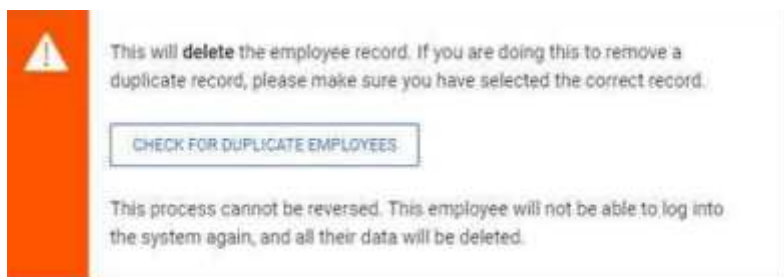 This will delete the employee record. If you are doing this to remove a
duplicate record, please make sure you have selected the correct record.
CHECK FOR DUPLICATE EMPLOYEES
This process cannot be reversed. This employee will not be able to log into
the system again, and all their data will be deleted.